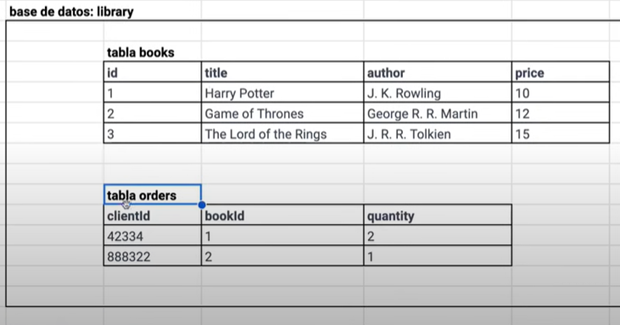 base de datos: library
tabla books
id title author price
1 Harry Potter J. K. Rowling 10
2 Game of Thrones George R. R. Martin 12
3 The Lord of the Rings J. R. R. Tolkien 15
tabla orders
clientId bookId quantity
42334 1 2
888322 2 1